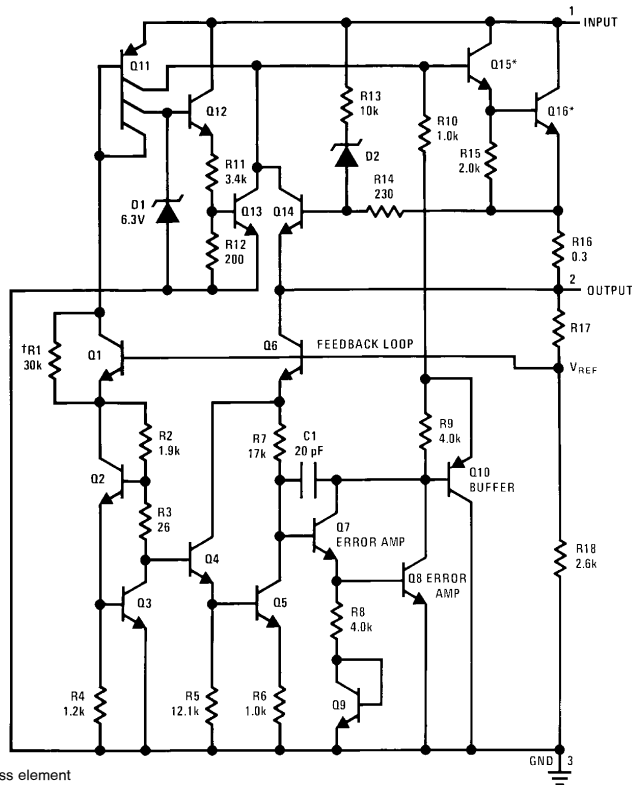 1
INPUT
Q11
Q12
Q15*
Q16*
R13
10k
R10
1.0k
D2
R11
3.4k
R15
2.0k
R14
230
D1
6.3V
Q13
Q14
R12
200
R16
0.3
2
OUTPUT
R17
†R1
30k
Q1
Q6
FEEDBACK LOOP
VREF
R2
1.9k
R7
17k
C1
20 pF
R9
4.0k
Q2
Q10
BUFFER
R3
26
Q7
ERROR AMP
R18
2.6k
Q4
Q8 ERROR
AMP
Q3
Q5
R8
4.0k
R4
1.2k
R5
12.1k
R6
1.0k
Q9
GND
3
ss element